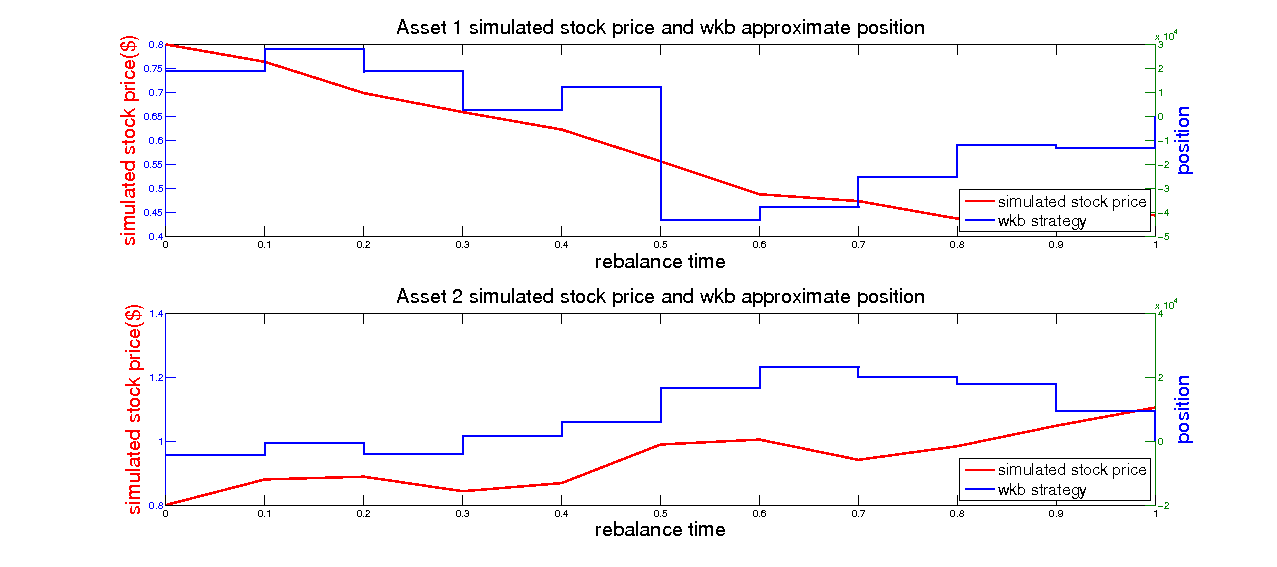 Asset 1 simulated stock price and wkb approximate position
simulated stock price($)
0.8
0.75
0.7
0.65
0.6
0.55
0.5
0.45
0.4
x 10^4
3
2
1
0
-1
-2
-3
-4
-5
position
simulated stock price
wkb strategy
0 0.1 0.2 0.3 0.4 0.5 0.6 0.7 0.8 0.9 1
rebalance time
Asset 2 simulated stock price and wkb approximate position
simulated stock price($)
1.4
1.2
1
0.8
x 10^4
4
2
0
-2
position
simulated stock price
wkb strategy
0 0.1 0.2 0.3 0.4 0.5 0.6 0.7 0.8 0.9 1
rebalance time